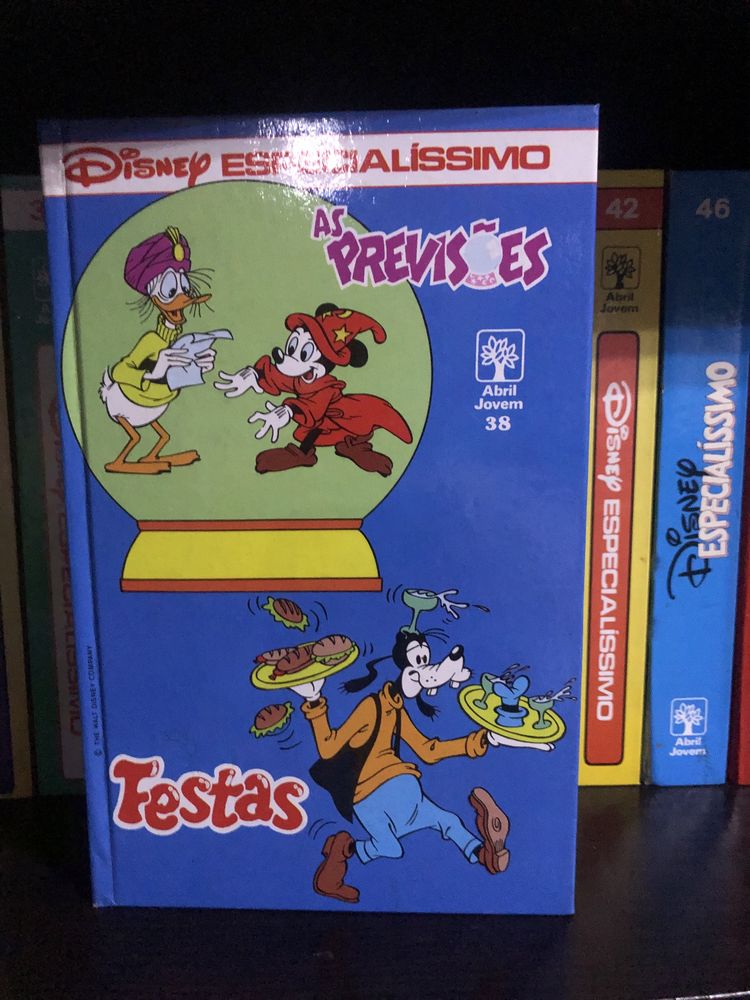 Disney ESPECIALÍSSIMO
AS
PREVISÕES
Abril
Jovem
38
© THE WALT DISNEY COMPANY
Festas
42
Abril
Jovem
Disney ESPECIALÍSSIMO
46
Disney
ESPECIALÍSSIMO
Abril
Jovem